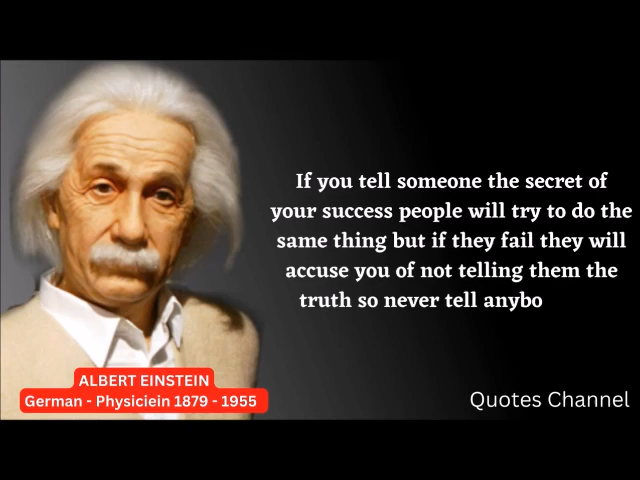 If you tell someone the secret of
your success people will try to do the
same thing but if they fail they will
accuse you of not telling them the
truth so never tell anybo
ALBERT EINSTEIN
German - Physiciein 1879 - 1955
Quotes Channel